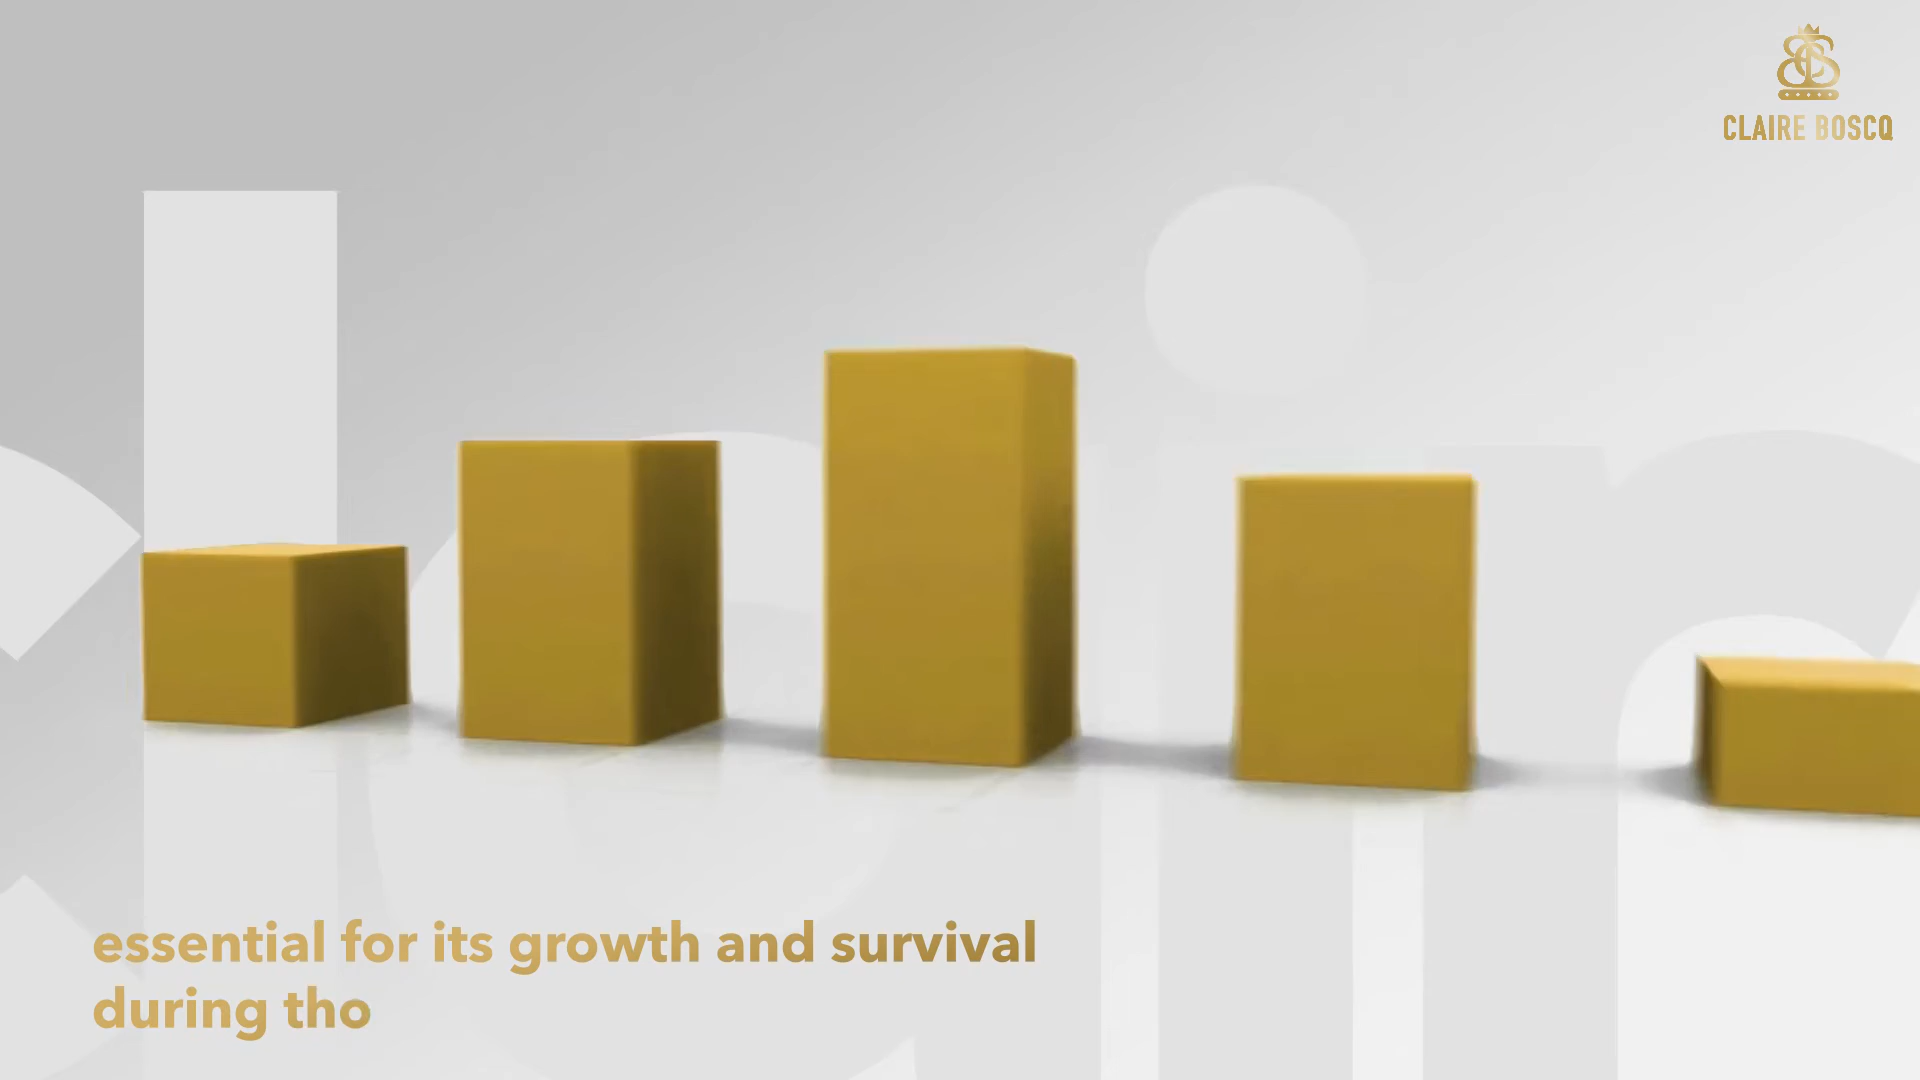 CLAIRE BOSCQ
essential for its growth and survival
during tho